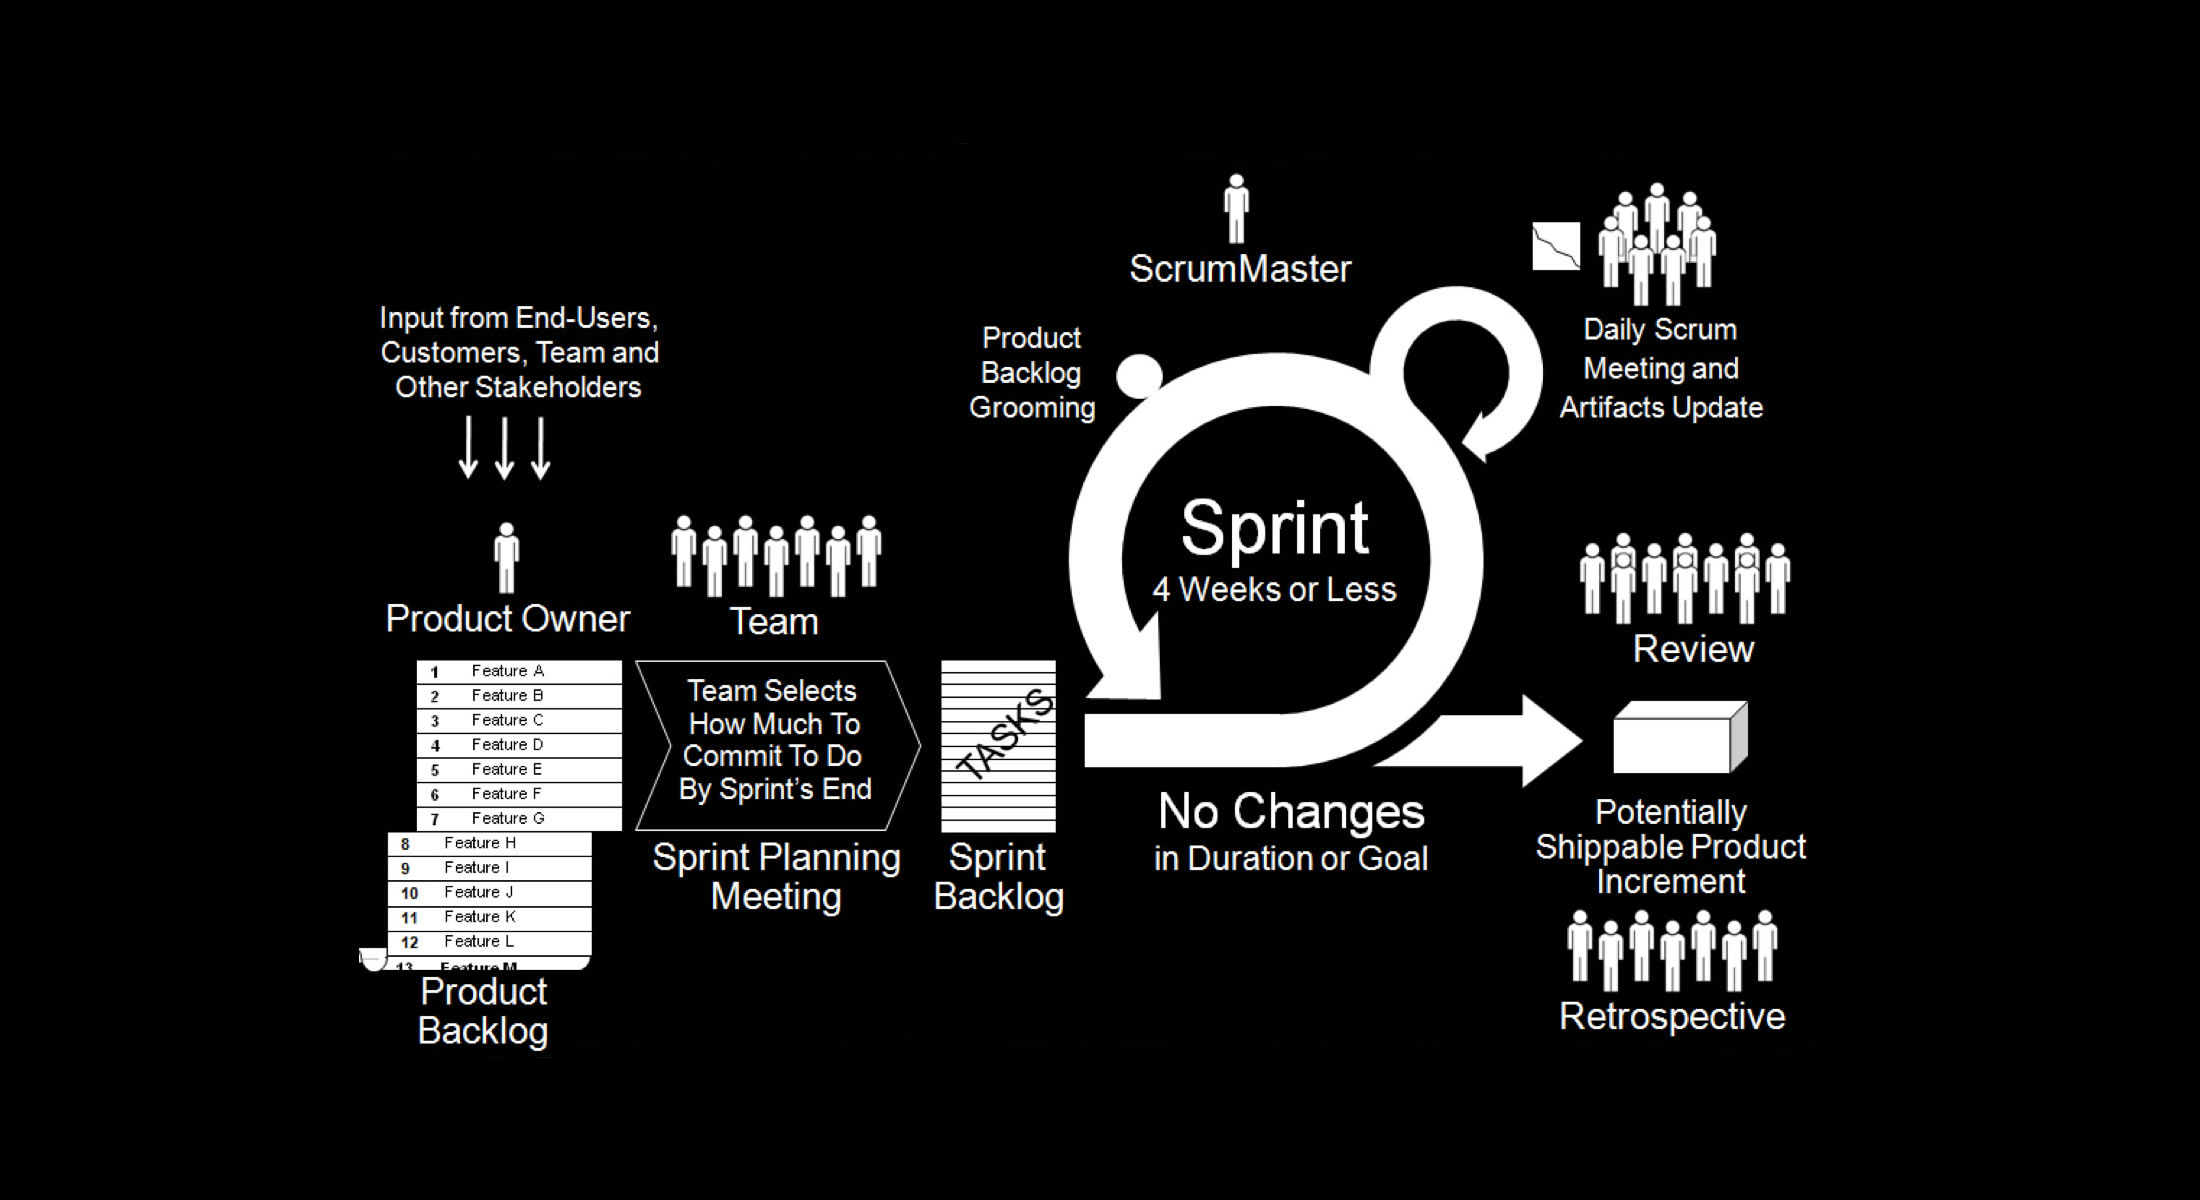 Input from End-Users,
Customers, Team and
Other Stakeholders
Product Owner
1 Feature A
2 Feature B
3 Feature C
4 Feature D
5 Feature E
6 Feature F
7 Feature G
8 Feature H
9 Feature I
10 Feature J
11 Feature K
12 Feature L
13 Feature M
Product
Backlog
Team
Team Selects
How Much To
Commit To Do
By Sprint's End
Sprint Planning
Meeting
TASKS
Sprint
Backlog
ScrumMaster
Product
Backlog
Grooming
Sprint
4 Weeks or Less
No Changes
in Duration or Goal
Daily Scrum
Meeting and
Artifacts Update
Review
Potentially
Shippable Product
Increment
Retrospective